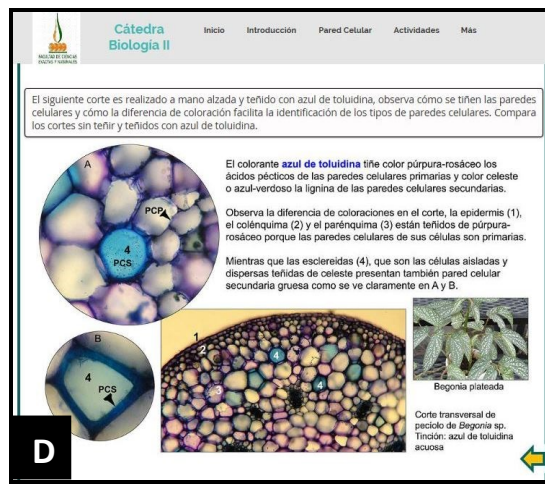 Cátedra
Biología II
Inicio
Introducción
Pared Celular
Actividades
Más
FACULTAD DE CIENCIAS
EXACTAS Y NATURALES
El siguiente corte es realizado a mano alzada y teñido con azul de toluidina, observa cómo se tiñen las paredes
celulares y cómo la diferencia de coloración facilita la identificación de los tipos de paredes celulares. Compara
los cortes sin teñir y teñidos con azul de toluidina.
A
PCP
4
PCS
El colorante azul de toluidina tiñe color púrpura-rosáceo los
ácidos pécticos de las paredes celulares primarias y color celeste
o azul-verdoso la lignina de las paredes celulares secundarias.
Observa la diferencia de coloraciones en el corte, la epidermis (1),
el colénquima (2) y el parénquima (3) están teñidos de púrpura-
rosáceo porque las paredes celulares de sus células son primarias.
Mientras que las esclereidas (4), que son las células aisladas y
dispersas teñidas de celeste presentan también pared celular
secundaria gruesa como se ve claramente en A y B.
B
4
PCS
1
2
3
4
4
Begonia plateada
Corte transversal de
peciolo de Begonia sp.
Tinción: azul de toluidina
acuosa
D